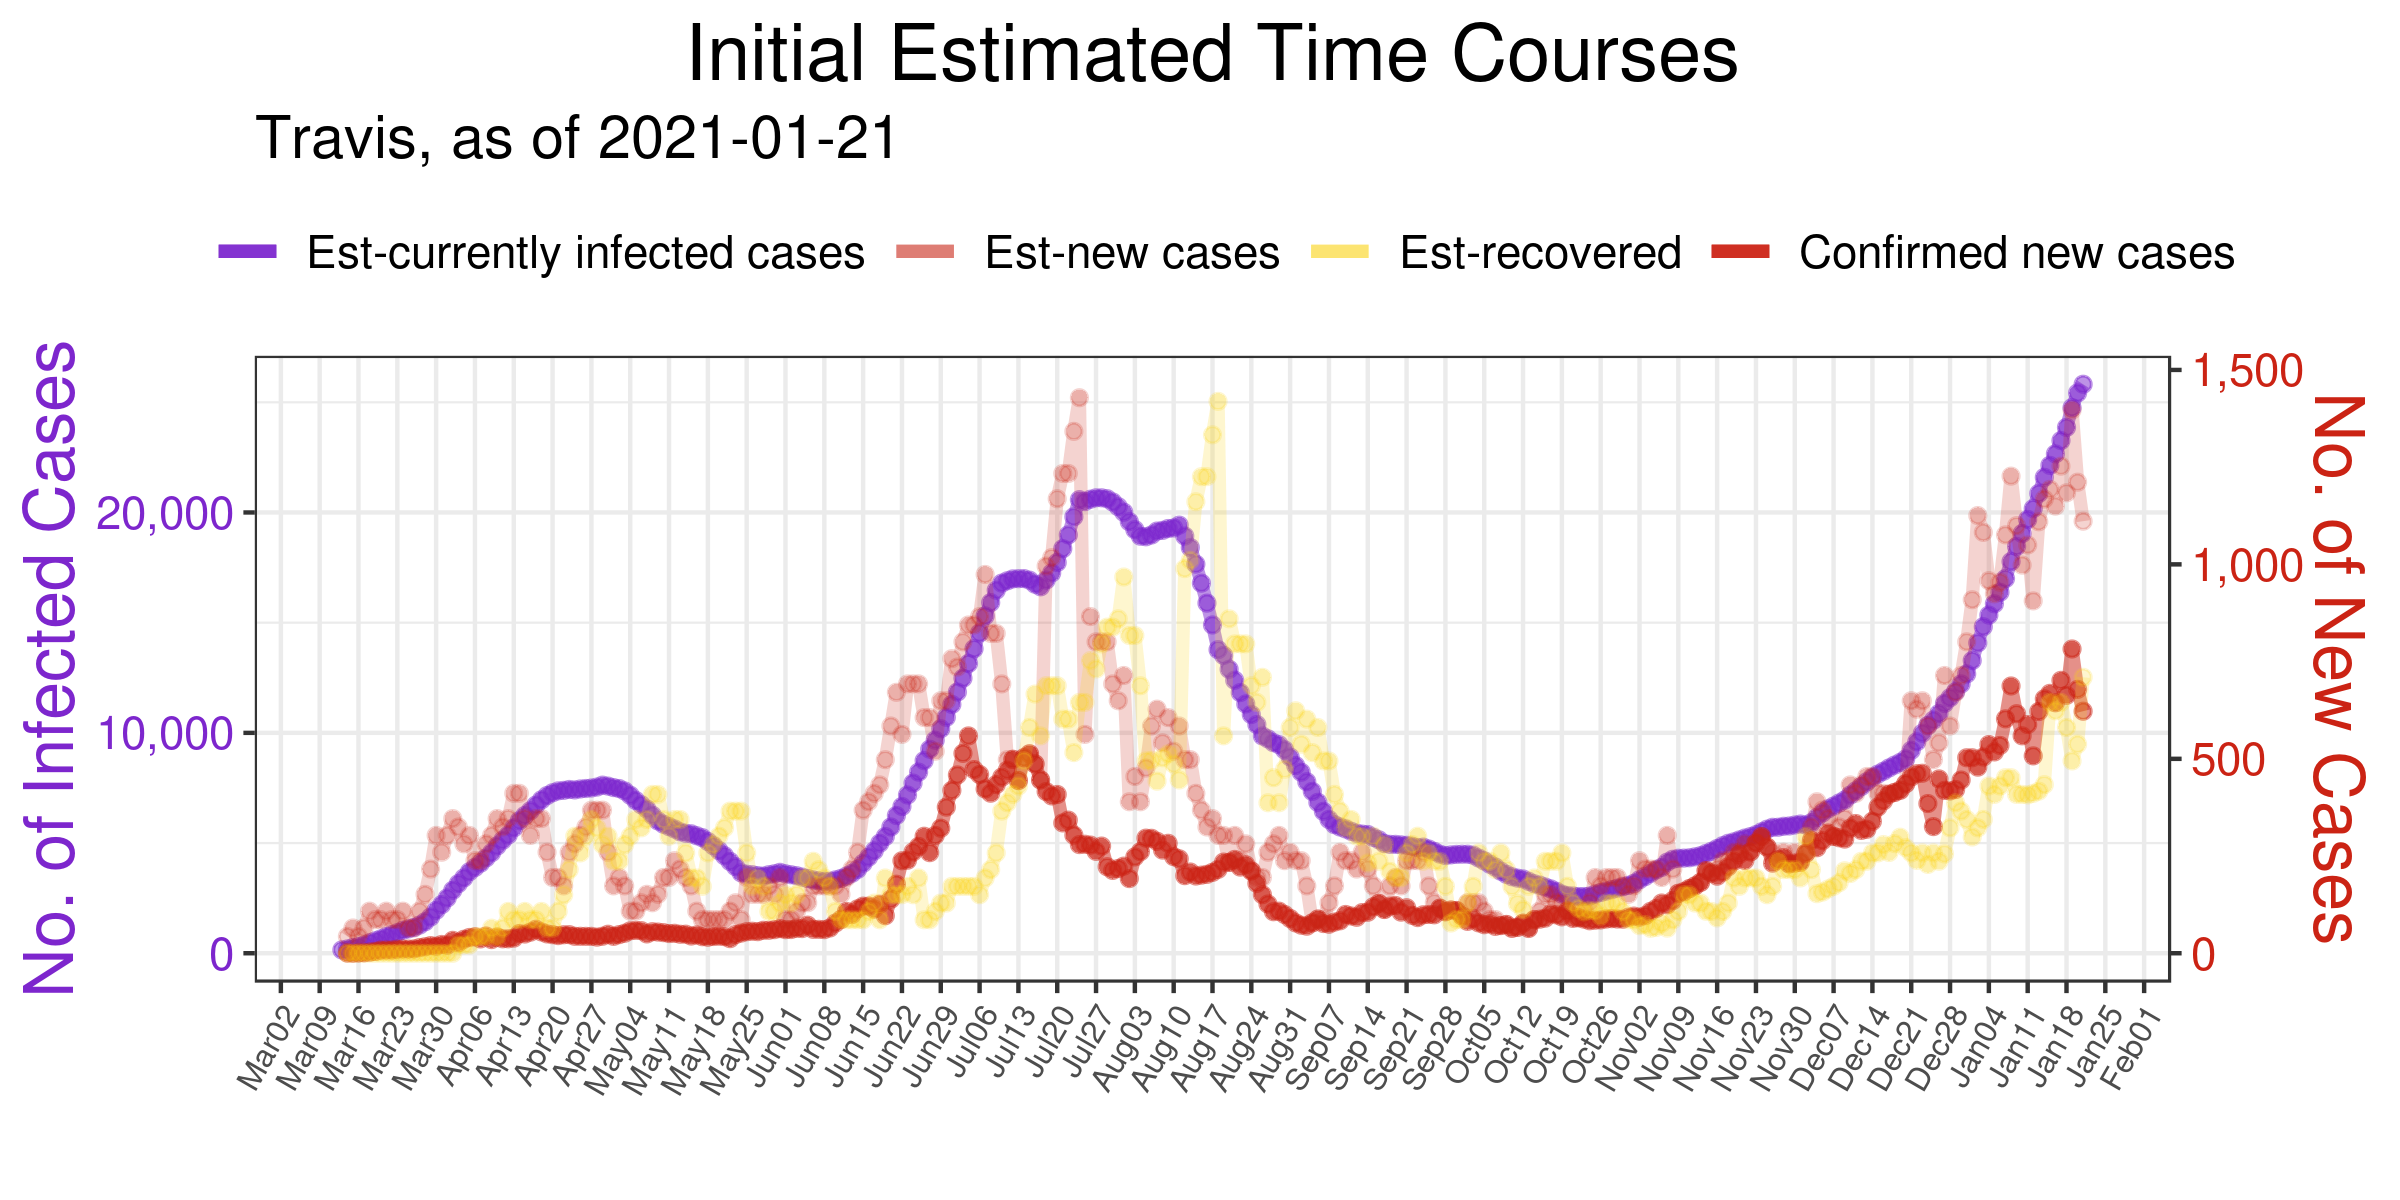 Initial Estimated Time Courses
Travis, as of 2021-01-21
Est-currently infected cases Est-new cases Est-recovered Confirmed new cases
No. of Infected Cases
20,000
10,000
0
1,500
1,000
500
0
No. of New Cases
Mar02 Mar09 Mar16 Mar23 Mar30 Apr06 Apr13 Apr20 Apr27 May04 May11 May18 May25 Jun01 Jun08 Jun15 Jun22 Jun29 Jul06 Jul13 Jul20 Jul27 Aug03 Aug10 Aug17 Aug24 Aug31 Sep07 Sep14 Sep21 Sep28 Oct05 Oct12 Oct19 Oct26 Nov02 Nov09 Nov16 Nov23 Nov30 Dec07 Dec14 Dec21 Dec28 Jan04 Jan11 Jan18 Jan25 Feb01